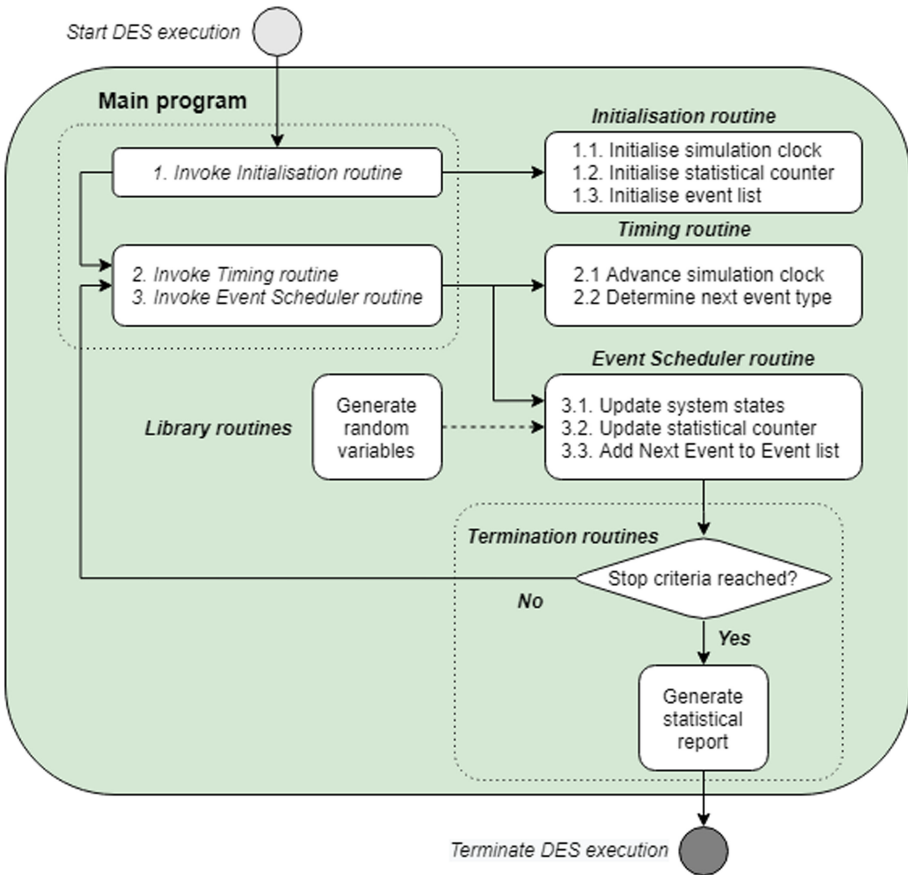 Start DES execution
Main program
1. Invoke Initialisation routine
Initialisation routine
1.1. Initialise simulation clock
1.2. Initialise statistical counter
1.3. Initialise event list
2. Invoke Timing routine
3. Invoke Event Scheduler routine
Timing routine
2.1 Advance simulation clock
2.2 Determine next event type
Event Scheduler routine
Library routines
Generate
random
variables
3.1. Update system states
3.2. Update statistical counter
3.3. Add Next Event to Event list
Termination routines
Stop criteria reached?
No
Yes
Generate
statistical
report
Terminate DES execution